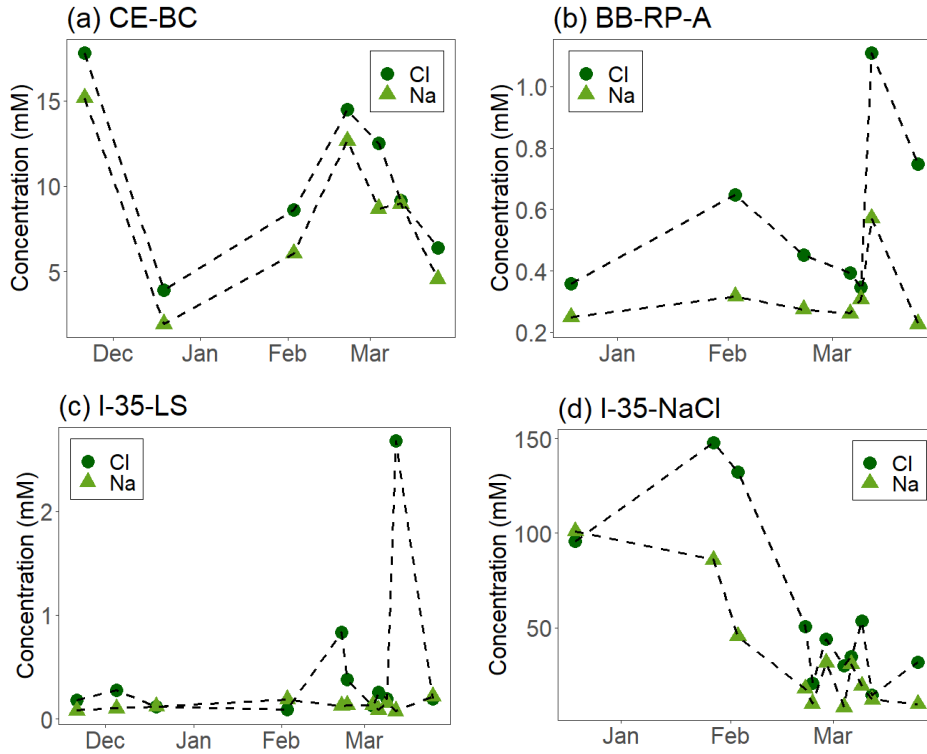 (a) CE-BC
Concentration (mM)
15
10
5
Cl
Na
Dec
Jan
Feb
Mar
(b) BB-RP-A
Concentration (mM)
1.0
0.8
0.6
0.4
0.2
Cl
Na
Jan
Feb
Mar
(c) I-35-LS
Concentration (mM)
2
1
0
Cl
Na
Dec
Jan
Feb
Mar
(d) I-35-NaCl
Concentration (mM)
150
100
50
Cl
Na
Jan
Feb
Mar